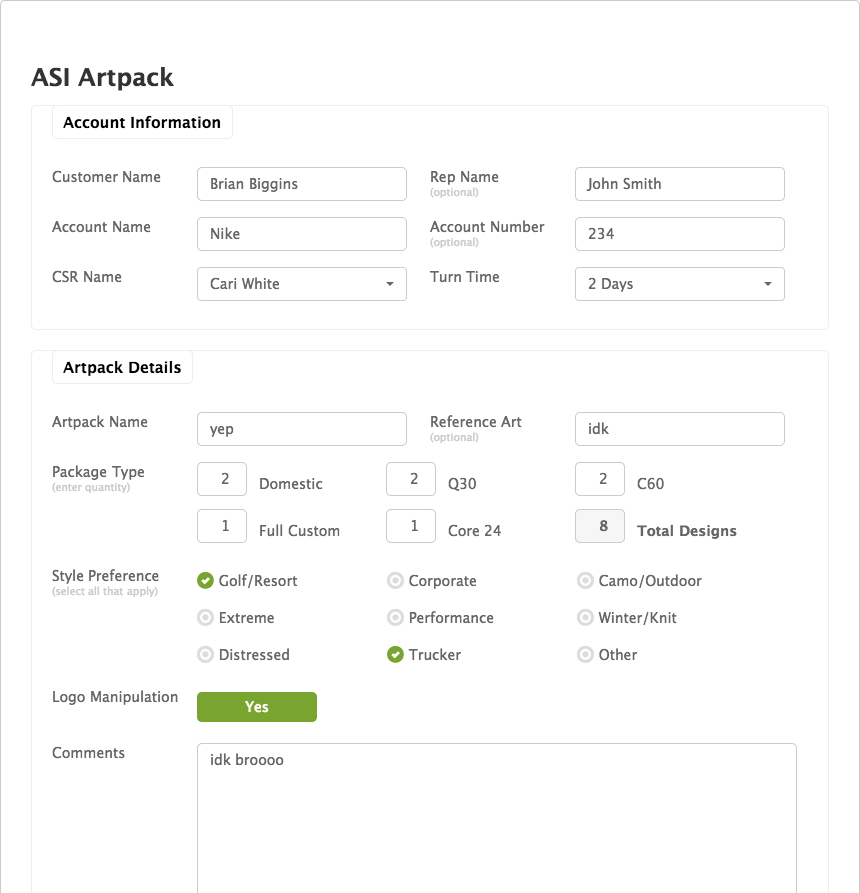 ASI Artpack
Account Information
Customer Name Brian Biggins Rep Name John Smith
(optional)
Account Name Nike Account Number 234
(optional)
CSR Name Cari White Turn Time 2 Days
Artpack Details
Artpack Name yep Reference Art idk
(optional)
Package Type 2 Domestic 2 Q30 2 C60
(enter quantity)
1 Full Custom 1 Core 24 8 Total Designs
Style Preference Golf/Resort Corporate Camo/Outdoor
(select all that apply)
Extreme Performance Winter/Knit
Distressed Trucker Other
Logo Manipulation Yes
Comments idk broooo